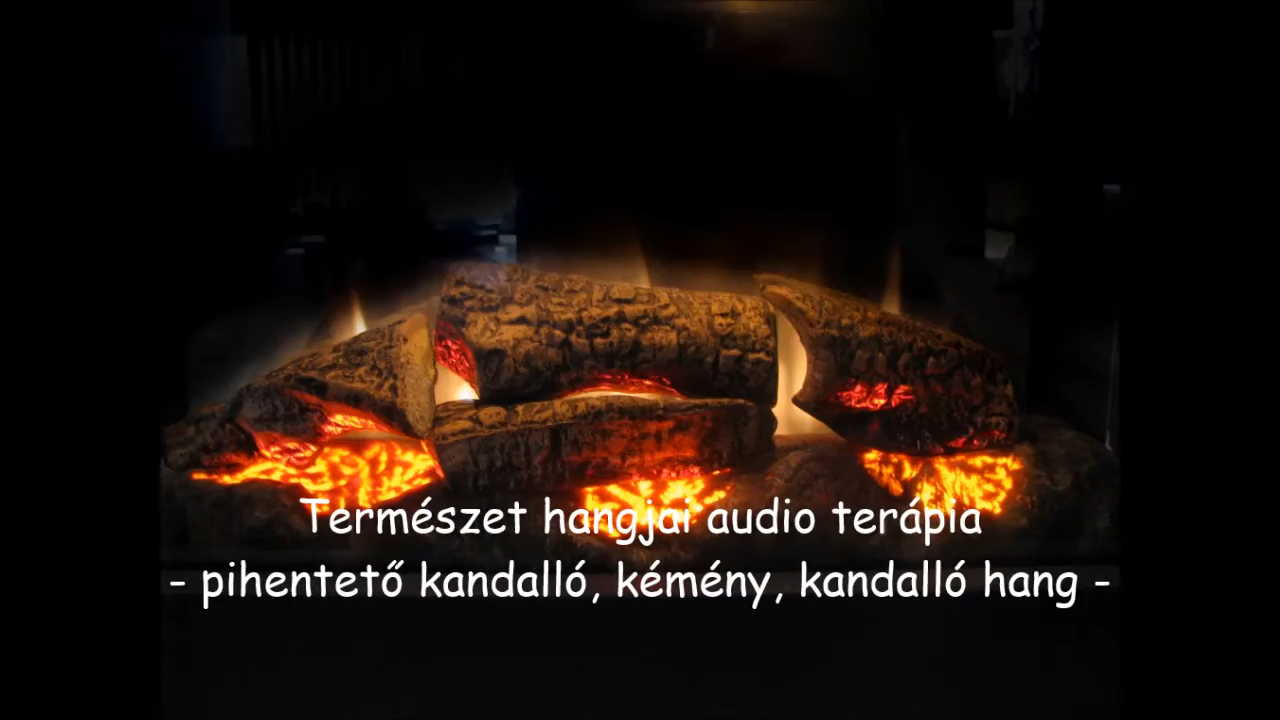 Természet hangjai audio terápia
- pihentető kandalló, kémény, kandalló hang -